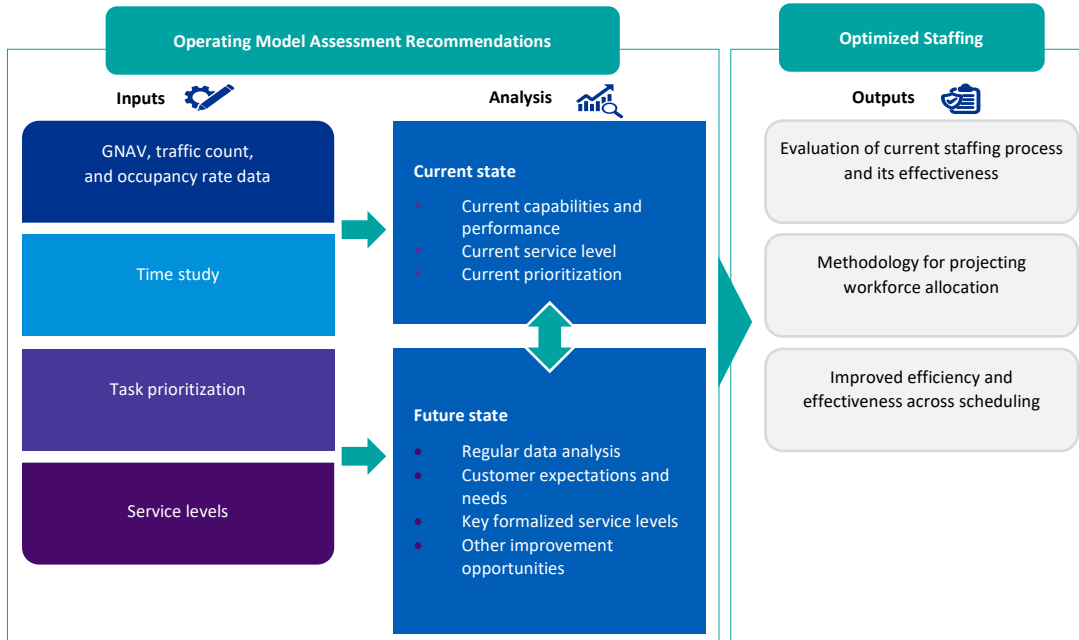 Operating Model Assessment Recommendations
Optimized Staffing
Inputs
Analysis
Outputs
GNAV, traffic count,
and occupancy rate data
Time study
Task prioritization
Service levels
Current state
• Current capabilities and
performance
• Current service level
• Current prioritization
Future state
• Regular data analysis
• Customer expectations and
needs
• Key formalized service levels
• Other improvement
opportunities
Evaluation of current staffing process
and its effectiveness
Methodology for projecting
workforce allocation
Improved efficiency and
effectiveness across scheduling